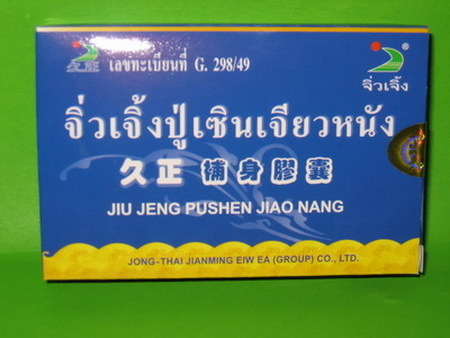 久正 เลขทะเบียนที่ G. 298/49
®
จิ่วเจิ้ง
จิ่วเจิ้งปู่เซินเจียวหนัง
久正 補身膠囊
JIU JENG PUSHEN JIAO NANG
JONG-THAI JIANMING EIW EA (GROUP) CO., LTD.